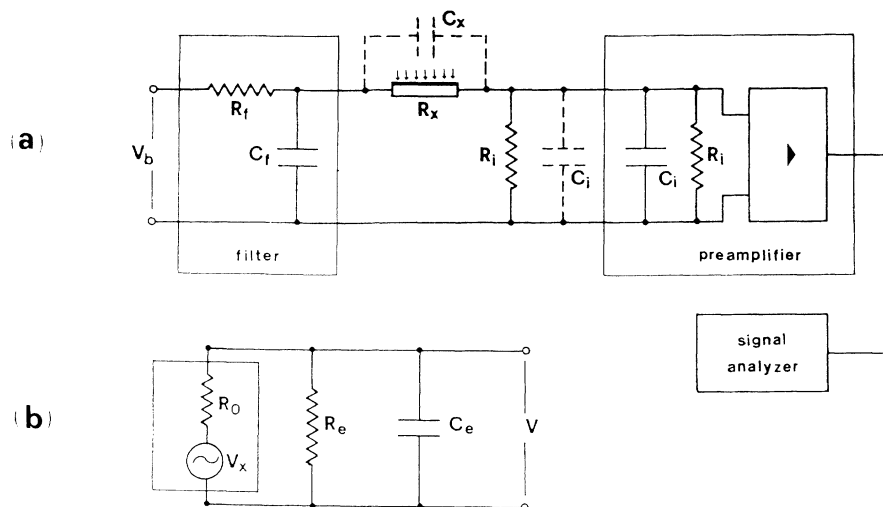 Cx
(a)
Vb
Rf
Cf
Rx
Ri
Ci
Ci
Ri
filter
preamplifier
signal
analyzer
(b)
R0
Vx
Re
Ce
V